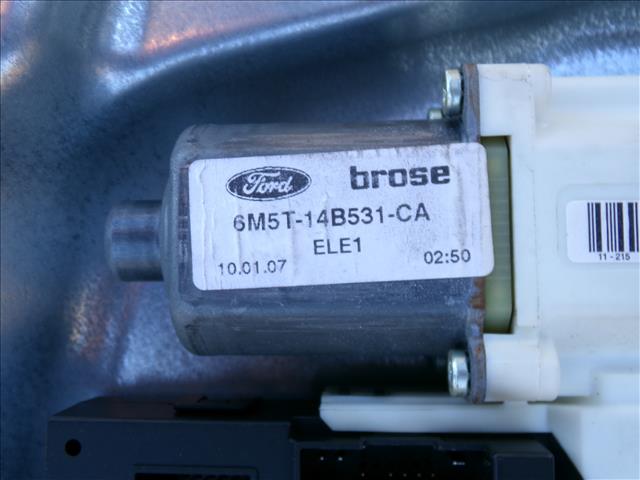 Ford brose
6M5T-14B531-CA
ELE1
10.01.07 02:50
11-215